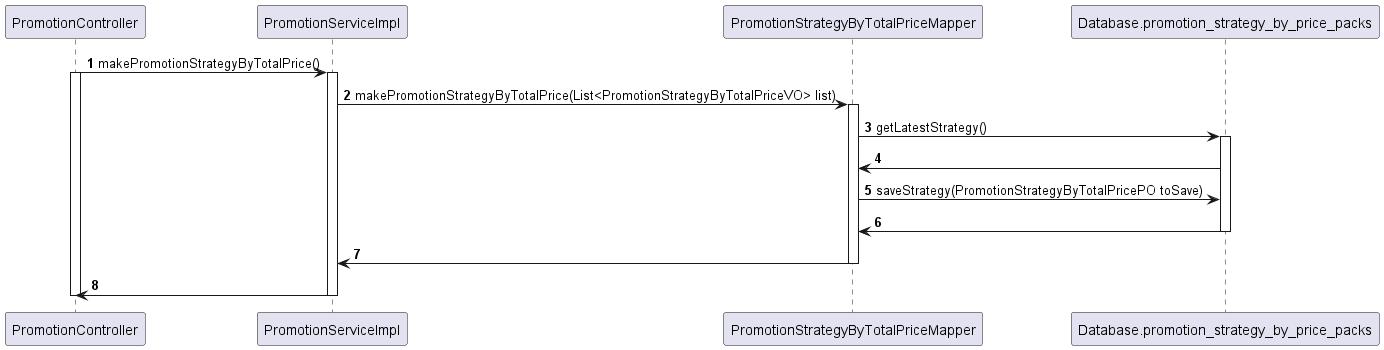 PromotionController
PromotionServiceImpl
PromotionStrategyByTotalPriceMapper
Database.promotion_strategy_by_price_packs
1 makePromotionStrategyByTotalPrice()
2 makePromotionStrategyByTotalPrice(List<PromotionStrategyByTotalPriceVO> list)
3 getLatestStrategy()
4
5 saveStrategy(PromotionStrategyByTotalPricePO toSave)
6
7
8
PromotionController
PromotionServiceImpl
PromotionStrategyByTotalPriceMapper
Database.promotion_strategy_by_price_packs